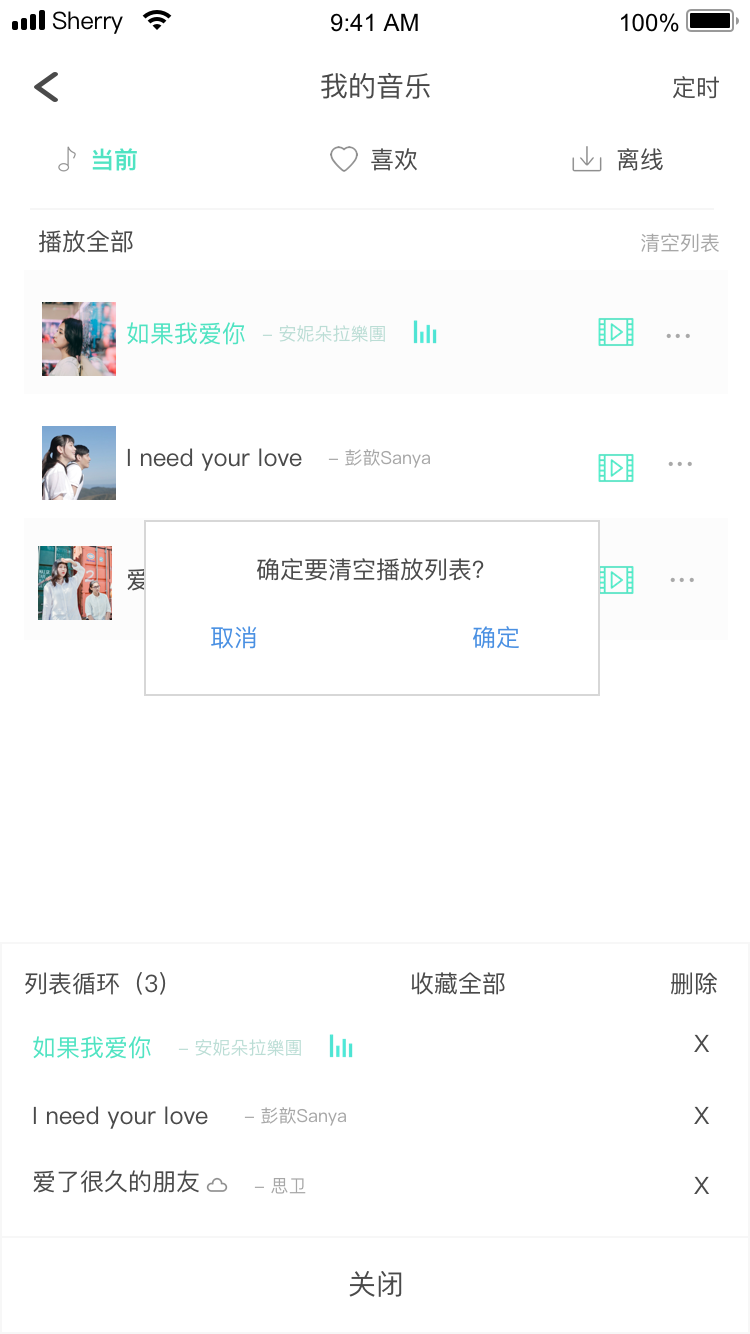 Sherry 9:41 AM 100%
我的音乐 定时
当前 喜欢 离线
播放全部 清空列表
如果我爱你 – 安妮朵拉樂團
I need your love – 彭歆Sanya
爱
确定要清空播放列表?
取消 确定
列表循环（3） 收藏全部 删除
如果我爱你 – 安妮朵拉樂團 X
I need your love – 彭歆Sanya X
爱了很久的朋友 – 思卫 X
关闭